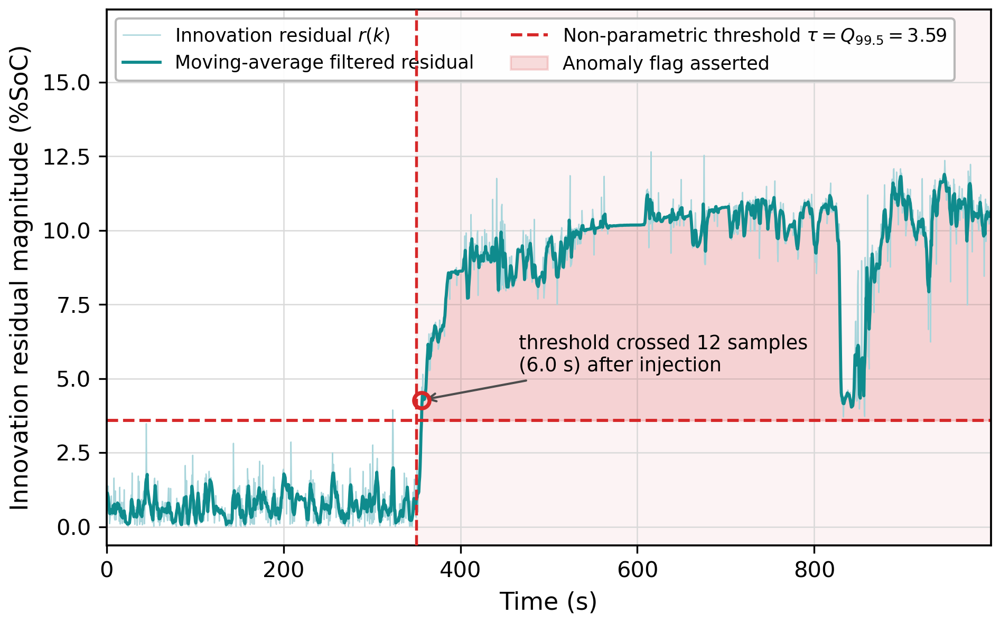 Innovation residual r(k)
Moving-average filtered residual
Non-parametric threshold τ = Q₉₉.₅ = 3.59
Anomaly flag asserted
Innovation residual magnitude (%SoC)
15.0
12.5
10.0
7.5
5.0
2.5
0.0
threshold crossed 12 samples
(6.0 s) after injection
0 200 400 600 800
Time (s)